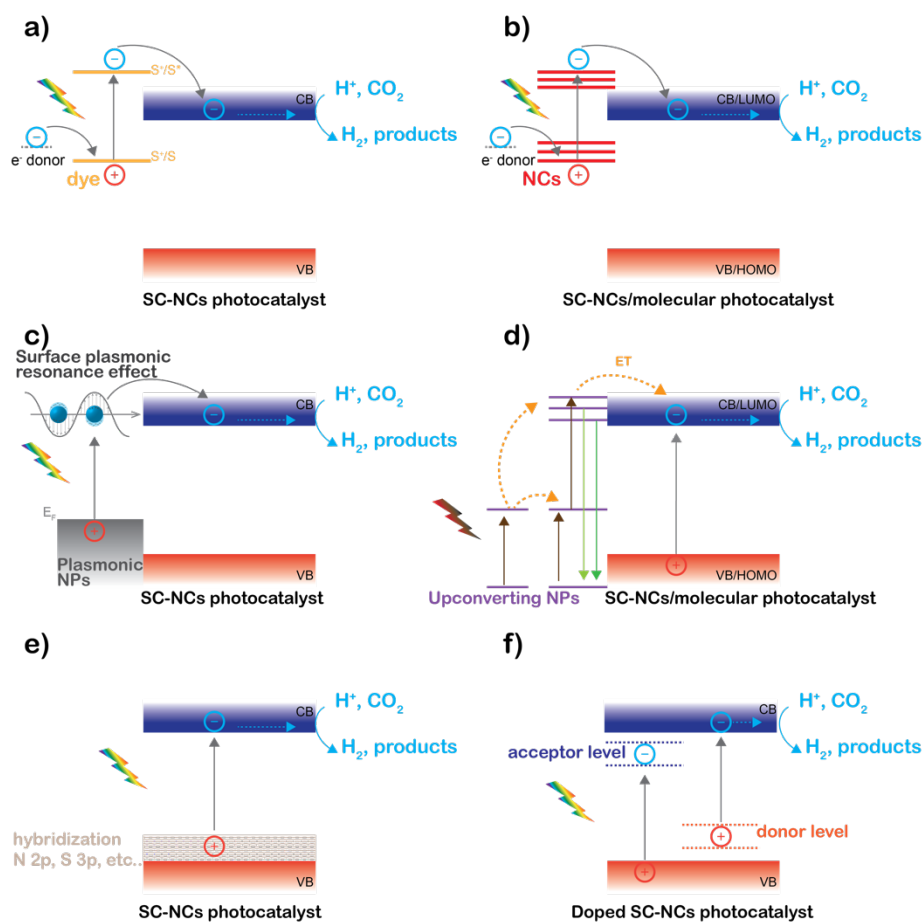 a)
S⁺/S*
CB
H⁺, CO₂
H₂, products
−
−
−
e⁻ donor
S⁺/S
dye
+
VB
SC-NCs photocatalyst
b)
CB/LUMO
H⁺, CO₂
H₂, products
−
−
−
e⁻ donor
NCs
+
VB/HOMO
SC-NCs/molecular photocatalyst
c)
Surface plasmonic
resonance effect
CB
H⁺, CO₂
H₂, products
−
E_F
+
Plasmonic
NPs
VB
SC-NCs photocatalyst
d)
ET
CB/LUMO
H⁺, CO₂
H₂, products
−
+
VB/HOMO
Upconverting NPs
SC-NCs/molecular photocatalyst
e)
CB
H⁺, CO₂
H₂, products
−
hybridization
N 2p, S 3p, etc..
+
VB
SC-NCs photocatalyst
f)
CB
H⁺, CO₂
H₂, products
−
acceptor level
−
donor level
+
+
VB
Doped SC-NCs photocatalyst